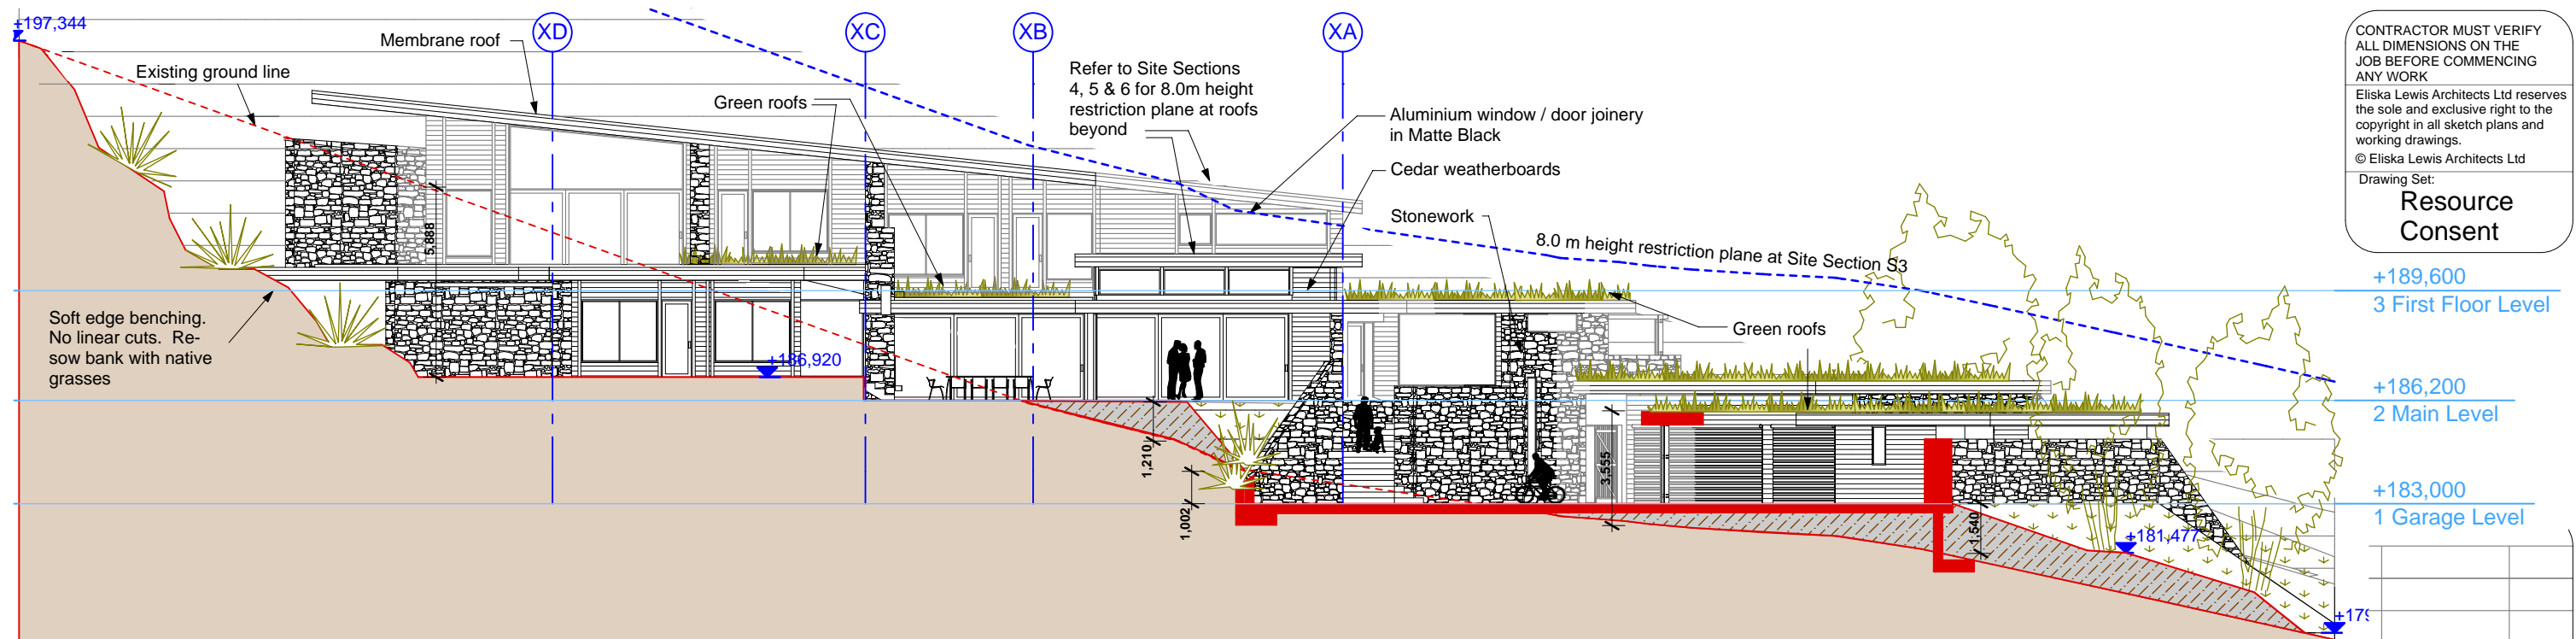 +197,344
Membrane roof
Existing ground line
XD
XC
XB
XA
Green roofs
Refer to Site Sections
4, 5 & 6 for 8.0m height
restriction plane at roofs
beyond
Aluminium window / door joinery
in Matte Black
Cedar weatherboards
Stonework
8.0 m height restriction plane at Site Section S3
Green roofs
Soft edge benching.
No linear cuts. Re-
sow bank with native
grasses
5,888
+186,920
1,210
1,002
3,555
1,540
+181,477
CONTRACTOR MUST VERIFY
ALL DIMENSIONS ON THE
JOB BEFORE COMMENCING
ANY WORK
Eliska Lewis Architects Ltd reserves
the sole and exclusive right to the
copyright in all sketch plans and
working drawings.
© Eliska Lewis Architects Ltd
Drawing Set:
Resource
Consent
+189,600
3 First Floor Level
+186,200
2 Main Level
+183,000
1 Garage Level